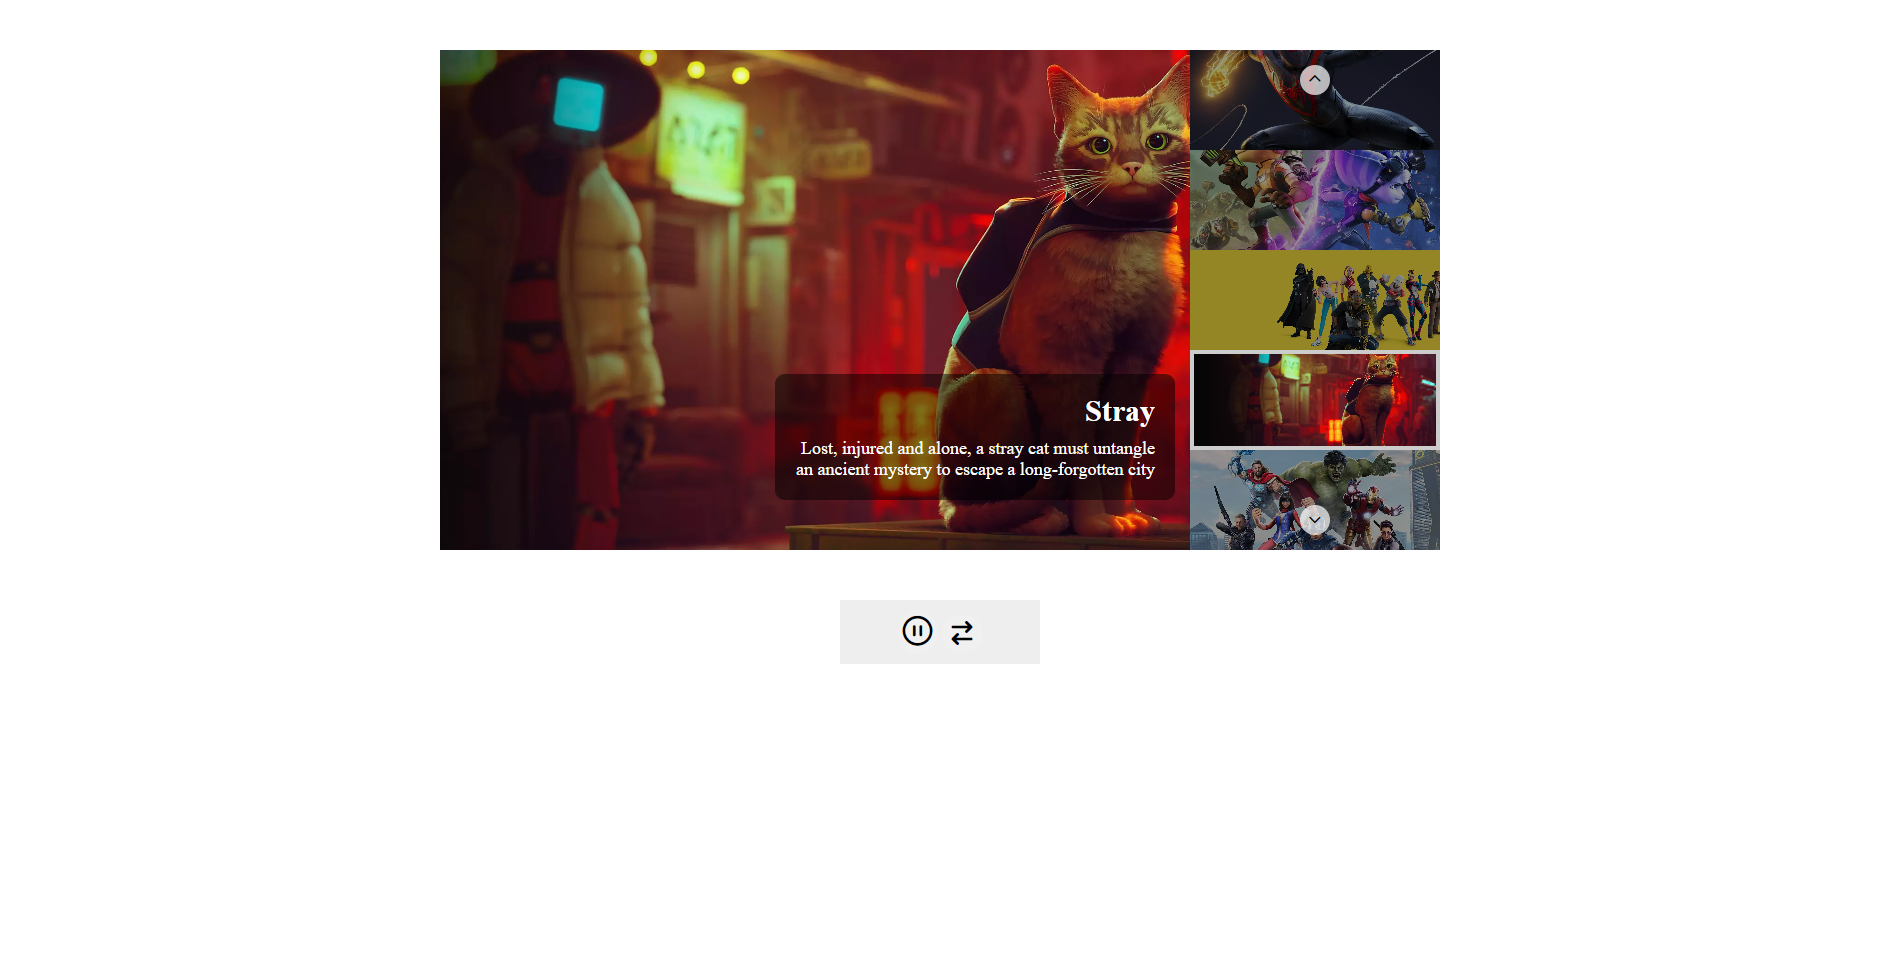 Stray
Lost, injured and alone, a stray cat must untangle
an ancient mystery to escape a long-forgotten city